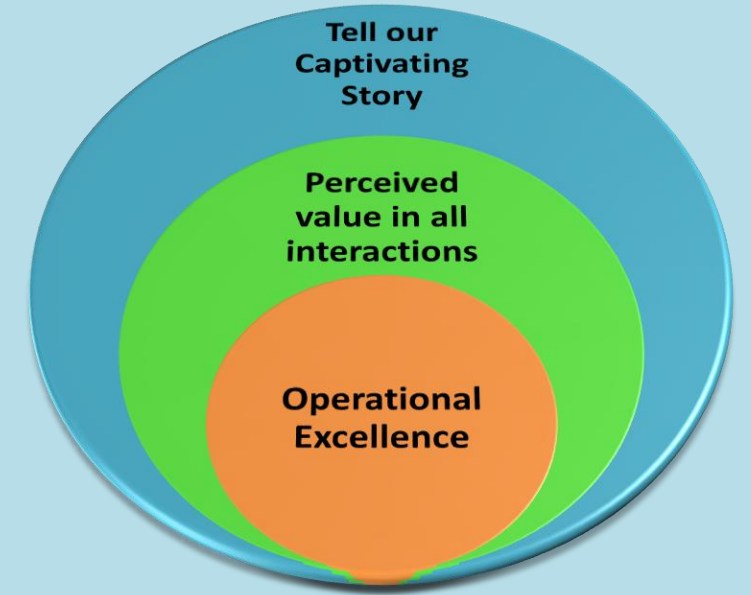 Tell our
Captivating
Story
Perceived
value in all
interactions
Operational
Excellence